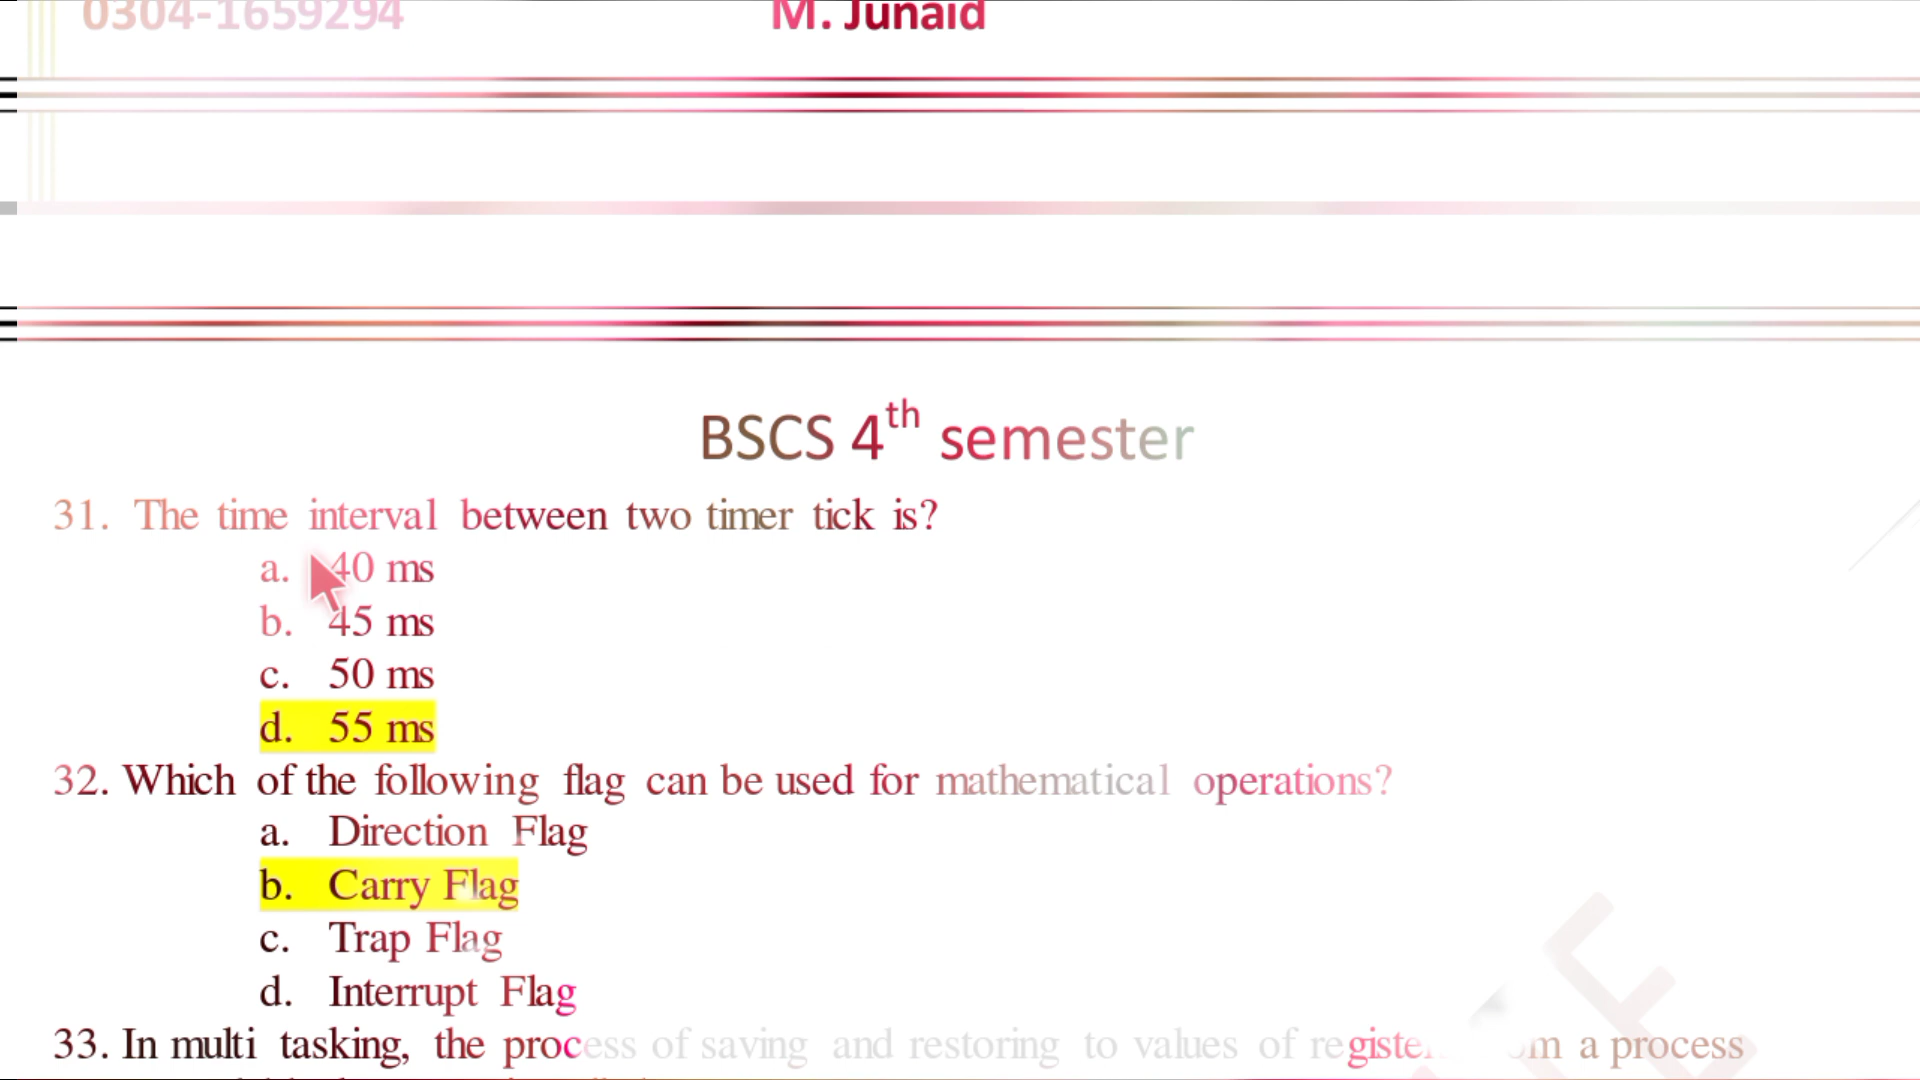 0304-1659294 M. Junaid
BSCS 4th semester
31. The time interval between two timer tick is?
a. 40 ms
b. 45 ms
c. 50 ms
d. 55 ms
32. Which of the following flag can be used for mathematical operations?
a. Direction Flag
b. Carry Flag
c. Trap Flag
d. Interrupt Flag
33. In multi tasking, the process of saving and restoring to values of a process